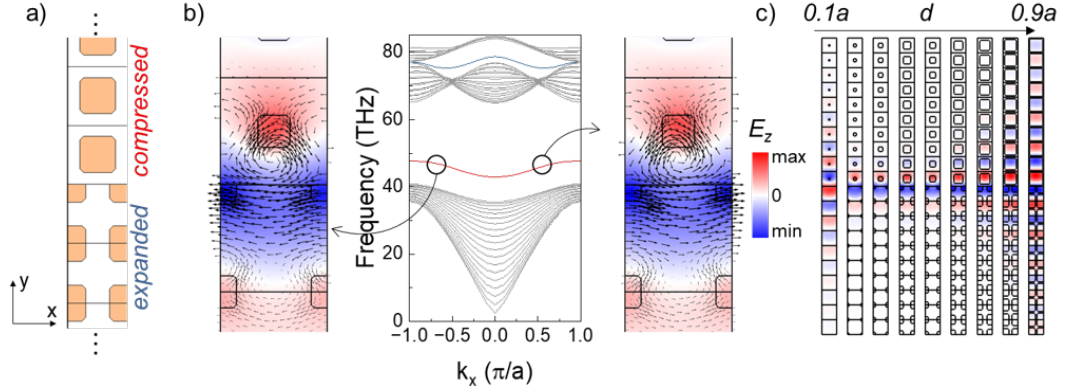 a)
compressed
expanded
y
x
b)
Frequency (THz)
80
60
40
20
0
−1.0 −0.5 0.0 0.5 1.0
kₓ (π/a)
E_z
max
0
min
c)
0.1a d 0.9a